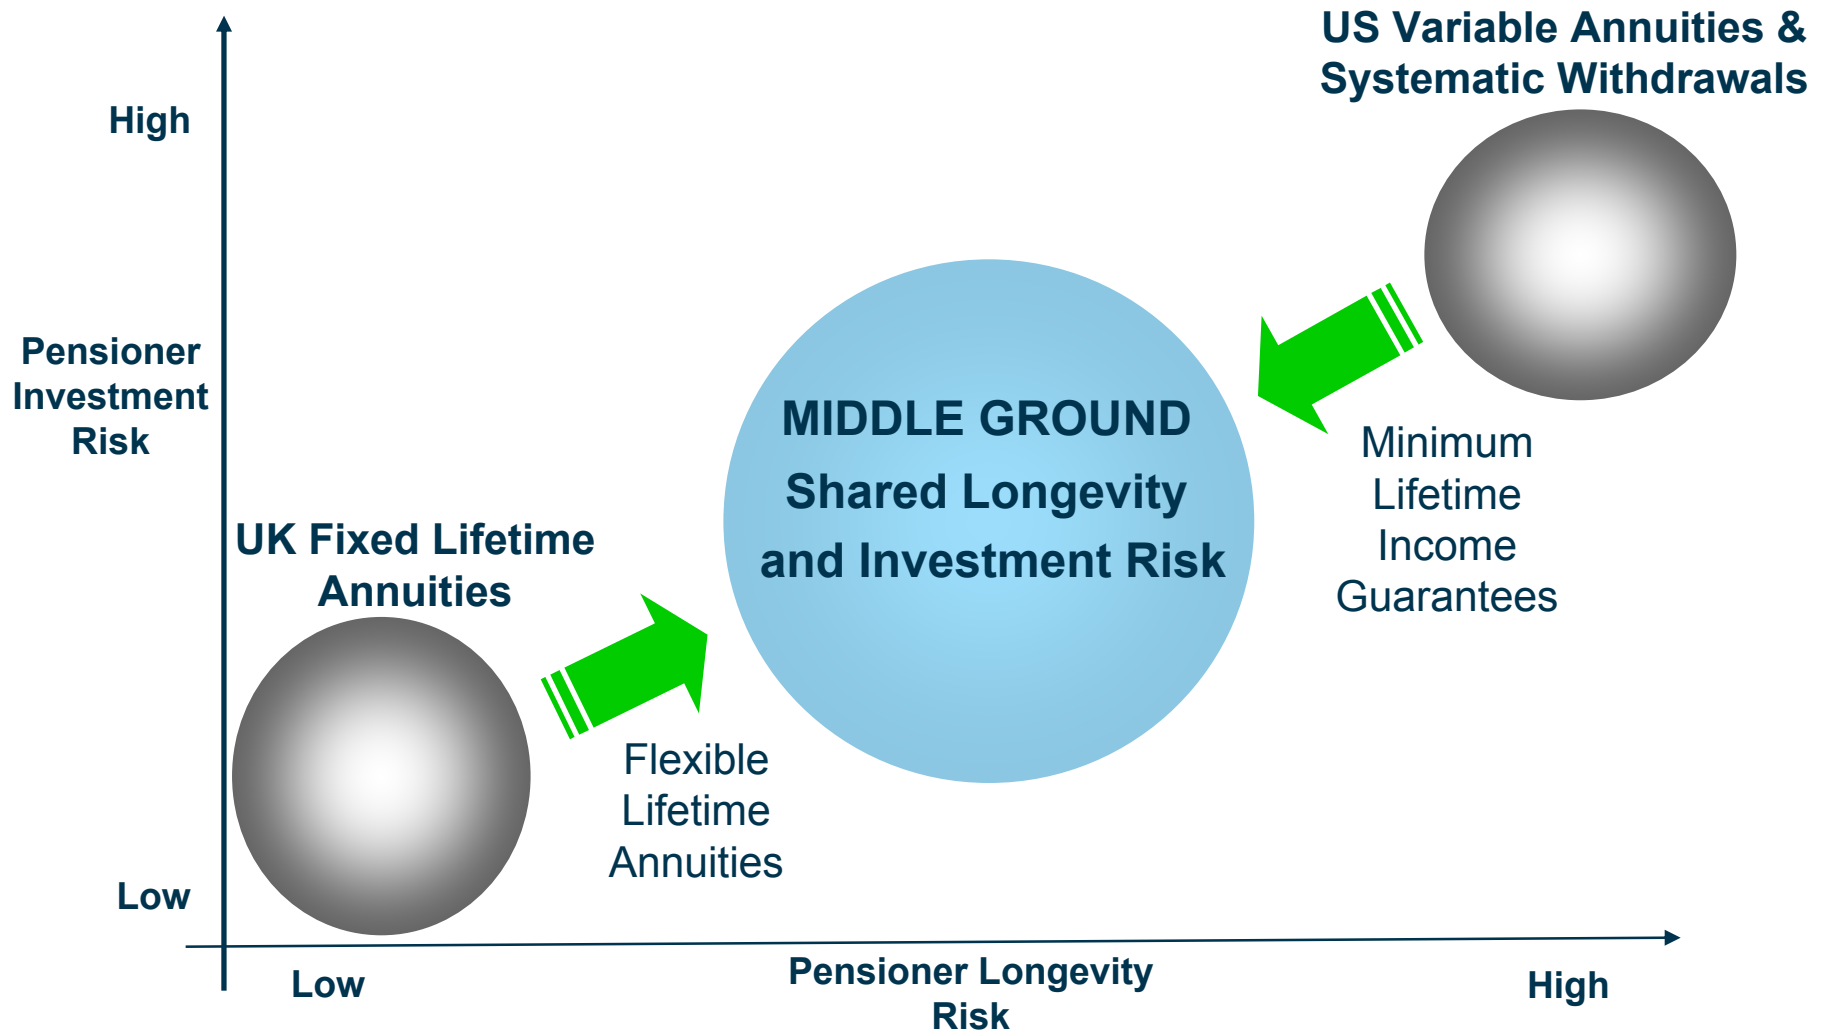 US Variable Annuities &
Systematic Withdrawals
High
Pensioner
Investment
Risk
MIDDLE GROUND
Shared Longevity
and Investment Risk
Minimum
Lifetime
Income
Guarantees
UK Fixed Lifetime
Annuities
Flexible
Lifetime
Annuities
Low
Low
Pensioner Longevity
Risk
High